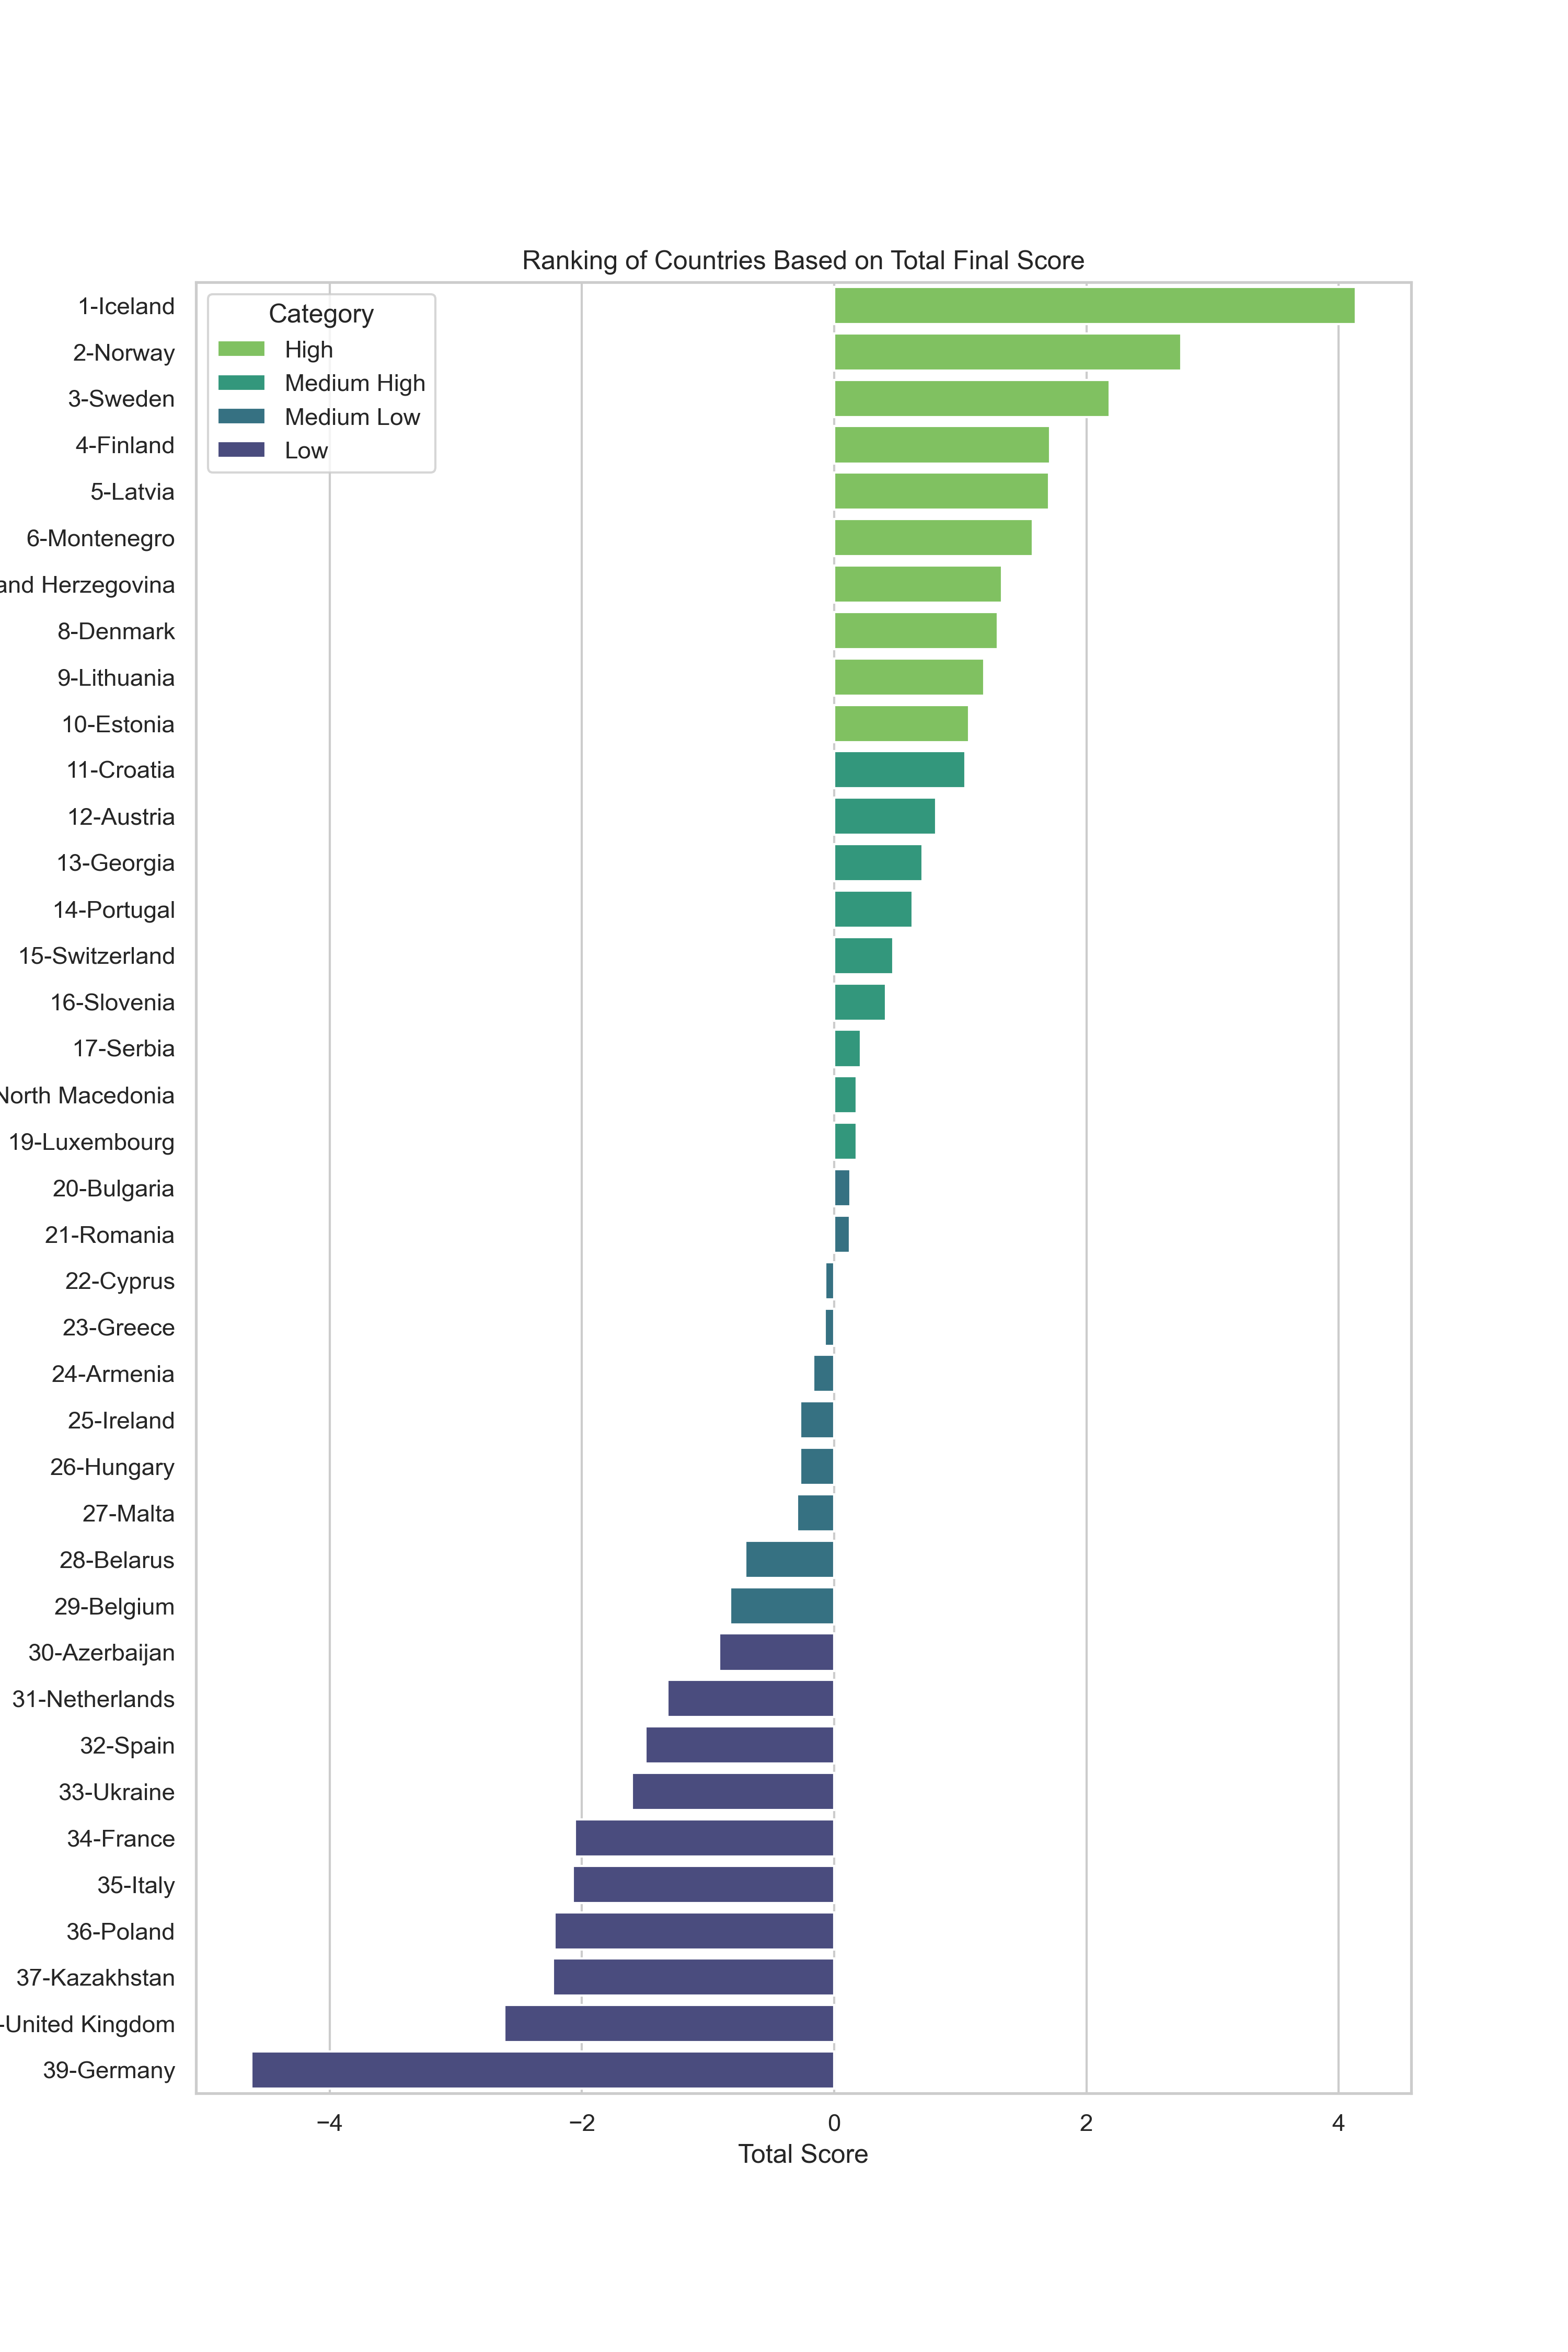 Ranking of Countries Based on Total Final Score
Category
High
Medium High
Medium Low
Low
1-Iceland
2-Norway
3-Sweden
4-Finland
5-Latvia
6-Montenegro
and Herzegovina
8-Denmark
9-Lithuania
10-Estonia
11-Croatia
12-Austria
13-Georgia
14-Portugal
15-Switzerland
16-Slovenia
17-Serbia
North Macedonia
19-Luxembourg
20-Bulgaria
21-Romania
22-Cyprus
23-Greece
24-Armenia
25-Ireland
26-Hungary
27-Malta
28-Belarus
29-Belgium
30-Azerbaijan
31-Netherlands
32-Spain
33-Ukraine
34-France
35-Italy
36-Poland
37-Kazakhstan
-United Kingdom
39-Germany
−4 −2 0 2 4
Total Score